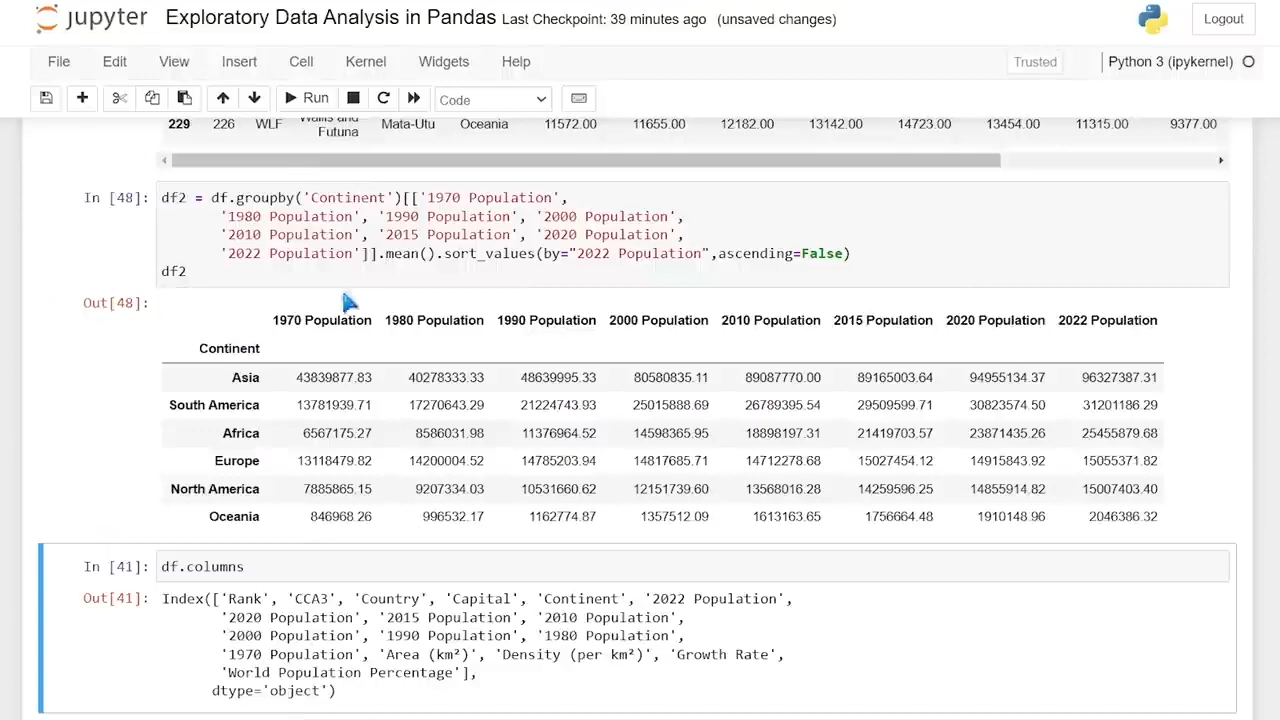 jupyter Exploratory Data Analysis in Pandas Last Checkpoint: 39 minutes ago (unsaved changes) Logout
File Edit View Insert Cell Kernel Widgets Help Trusted Python 3 (ipykernel)
Run Code
229 226 WLF Wallis and Futuna Mata-Utu Oceania 11572.00 11655.00 12182.00 13142.00 14723.00 13454.00 11315.00 9377.00
In [48]: df2 = df.groupby('Continent')[['1970 Population',
'1980 Population', '1990 Population', '2000 Population',
'2010 Population', '2015 Population', '2020 Population',
'2022 Population']].mean().sort_values(by="2022 Population",ascending=False)
df2
Out[48]:
1970 Population 1980 Population 1990 Population 2000 Population 2010 Population 2015 Population 2020 Population 2022 Population
Continent
Asia 43839877.83 40278333.33 48639995.33 80580835.11 89087770.00 89165003.64 94955134.37 96327387.31
South America 13781939.71 17270643.29 21224743.93 25015888.69 26789395.54 29509599.71 30823574.50 31201186.29
Africa 6567175.27 8586031.98 11376964.52 14598365.95 18898197.31 21419703.57 23871435.26 25455879.68
Europe 13118479.82 14200004.52 14785203.94 14817685.71 14712278.68 15027454.12 14915843.92 15055371.82
North America 7885865.15 9207334.03 10531660.62 12151739.60 13568016.28 14259596.25 14855914.82 15007403.40
Oceania 846968.26 996532.17 1162774.87 1357512.09 1613163.65 1756664.48 1910148.96 2046386.32
In [41]: df.columns
Out[41]: Index(['Rank', 'CCA3', 'Country', 'Capital', 'Continent', '2022 Population',
'2020 Population', '2015 Population', '2010 Population',
'2000 Population', '1990 Population', '1980 Population',
'1970 Population', 'Area (km²)', 'Density (per km²)', 'Growth Rate',
'World Population Percentage'],
dtype='object')